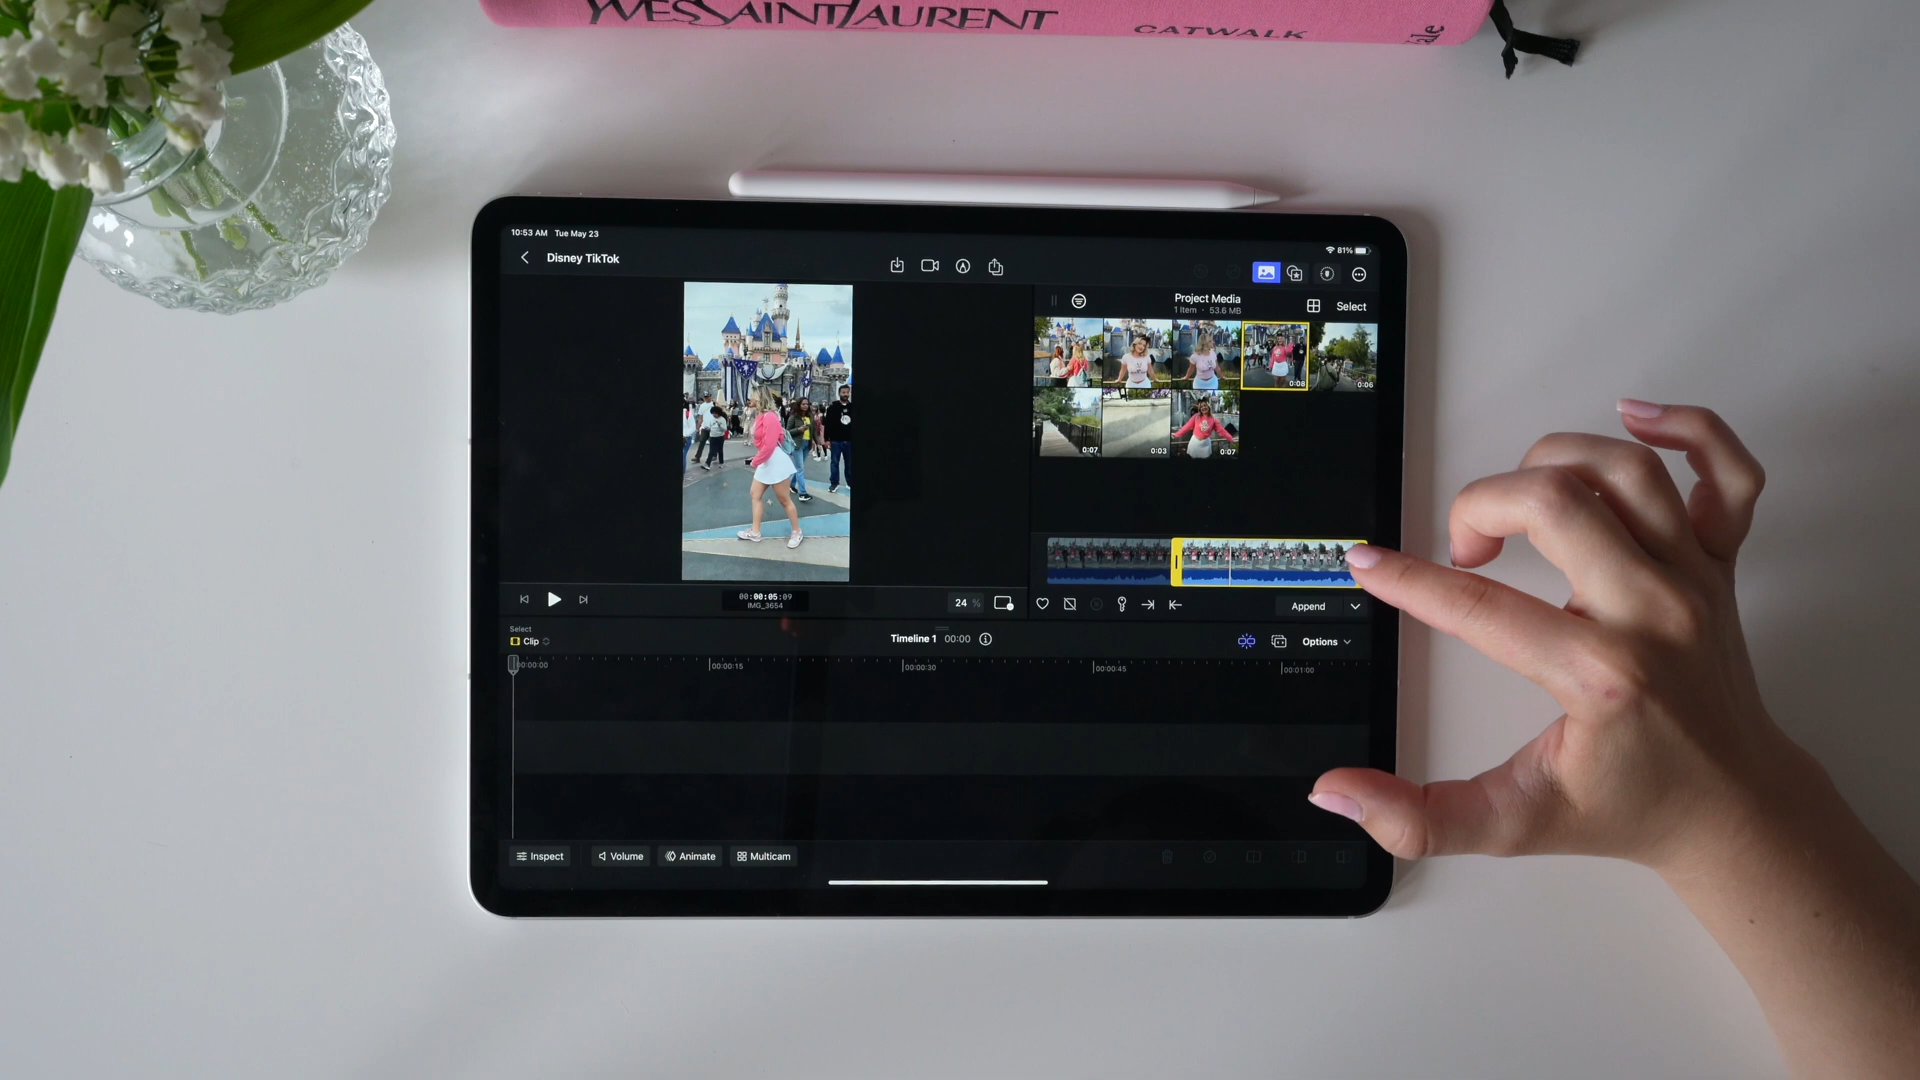 YVESSAINTLAURENT CATWALK
10:53 AM Tue May 23
81%
Disney TikTok
Project Media
1 Item · 53.6 MB
Select
0:08
0:06
0:07
0:03
0:07
00:00:05:09
IMG_3654
24 %
Append
Select
Clip
Timeline 1 00:00
Options
00:00:00
00:00:15
00:00:30
00:00:45
00:01:00
Inspect
Volume
Animate
Multicam